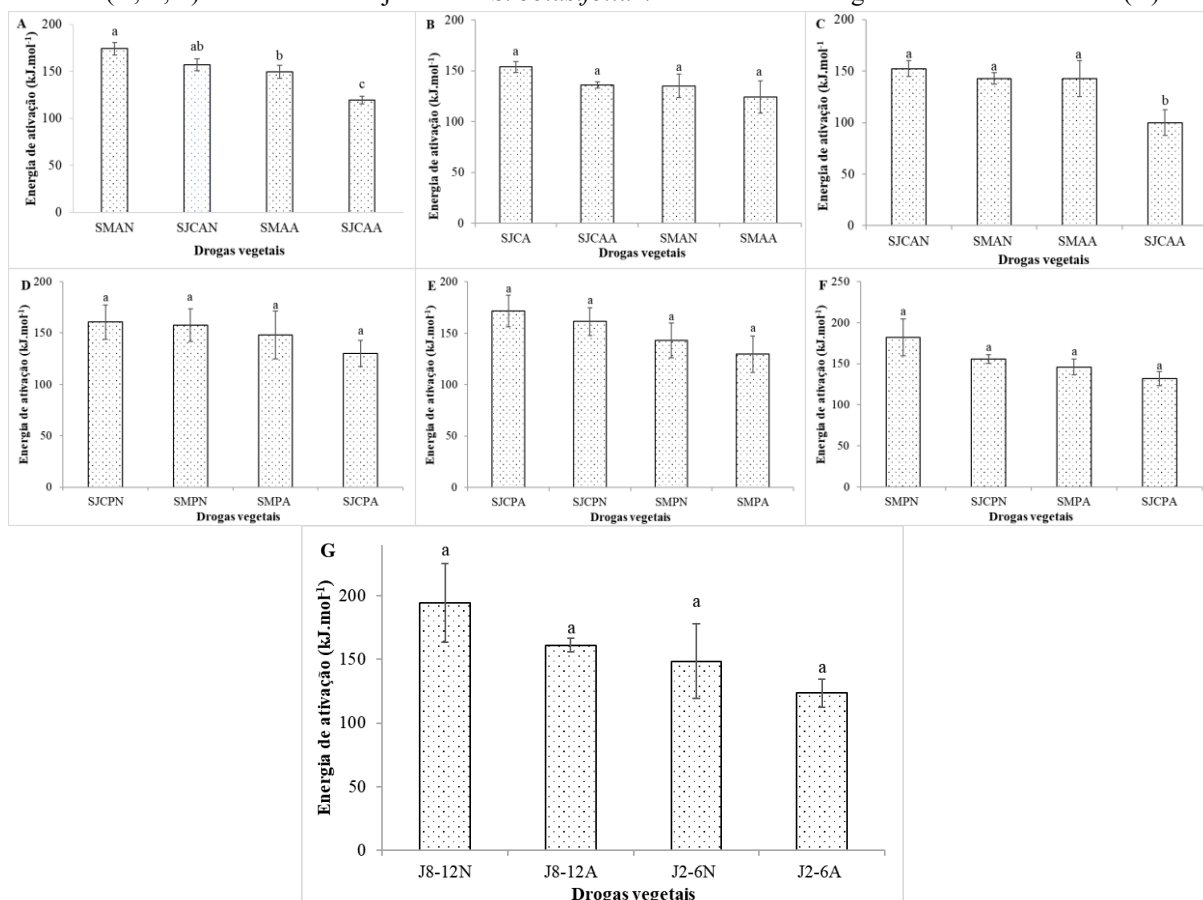 A
Energia de ativação (kJ.mol⁻¹)
200
150
100
50
0
a
ab
b
c
SMAN SJCAN SMAA SJCAA
Drogas vegetais
B
Energia de ativação (kJ.mol⁻¹)
200
150
100
50
0
a
a
a
a
SJCA SJCAA SMAN SMAA
Drogas vegetais
C
Energia de ativação (kJ.mol⁻¹
200
150
100
50
0
a
a
a
b
SJCAN SMAN SMAA SJCAA
Drogas vegetais
D
Energia de ativação (kJ.mol⁻¹)
200
150
100
50
0
a
a
a
a
SJCPN SMPN SMPA SJCPA
Drogas vegetais
E
Energia de ativação (kJ.mol⁻¹)
200
150
100
50
0
a
a
a
a
SJCPA SJCPN SMPN SMPA
Drogas vegetais
F
Energia de ativação (kJ.mol⁻¹)
250
200
150
100
50
0
a
a
a
a
SMPN SJCPN SMPA SJCPA
Drogas vegetais
G
Energia de ativação (kJ.mol⁻¹)
200
150
100
50
0
a
a
a
a
J8-12N J8-12A J2-6N J2-6A
Drogas vegetais